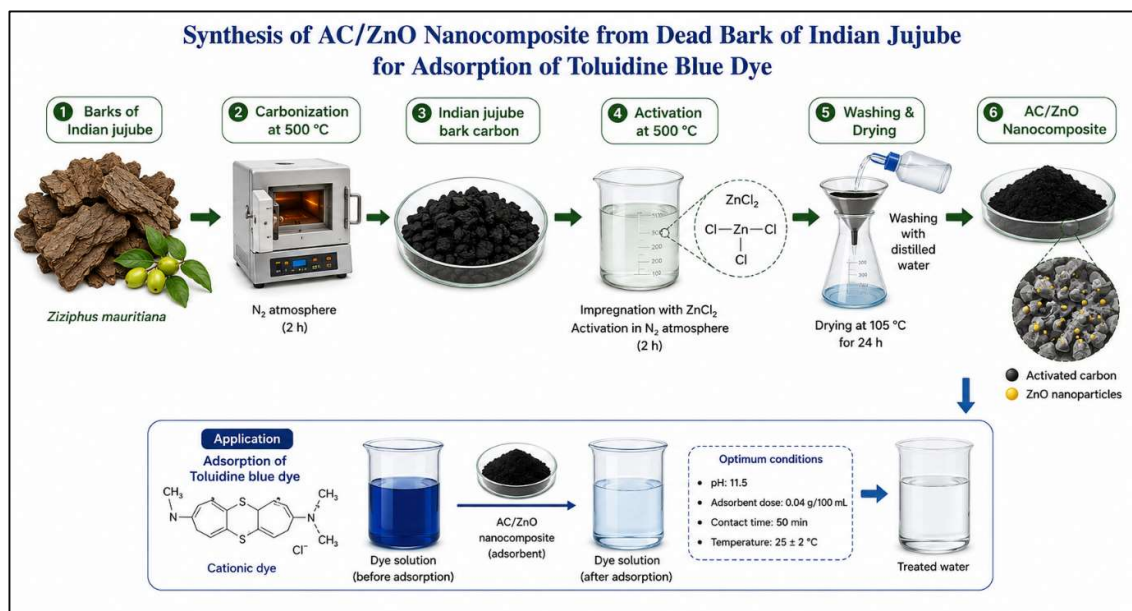 Synthesis of AC/ZnO Nanocomposite from Dead Bark of Indian Jujube
for Adsorption of Toluidine Blue Dye
1 Barks of
Indian jujube
Ziziphus mauritiana
2 Carbonization
at 500 °C
N₂ atmosphere
(2 h)
3 Indian jujube
bark carbon
4 Activation
at 500 °C
ZnCl₂
Cl—Zn—Cl
Cl
Impregnation with ZnCl₂
Activation in N₂ atmosphere
(2 h)
5 Washing &
Drying
Washing
with
distilled
water
Drying at 105 °C
for 24 h
6 AC/ZnO
Nanocomposite
Activated carbon
ZnO nanoparticles
Application
Adsorption of
Toluidine blue dye
CH₃
N
S
S
N
CH₃
CH₃
Cl⁻
Cationic dye
Dye solution
(before adsorption)
AC/ZnO
nanocomposite
(adsorbent)
Dye solution
(after adsorption)
Optimum conditions
• pH: 11.5
• Adsorbent dose: 0.04 g/100 mL
• Contact time: 50 min
• Temperature: 25 ± 2 °C
Treated water